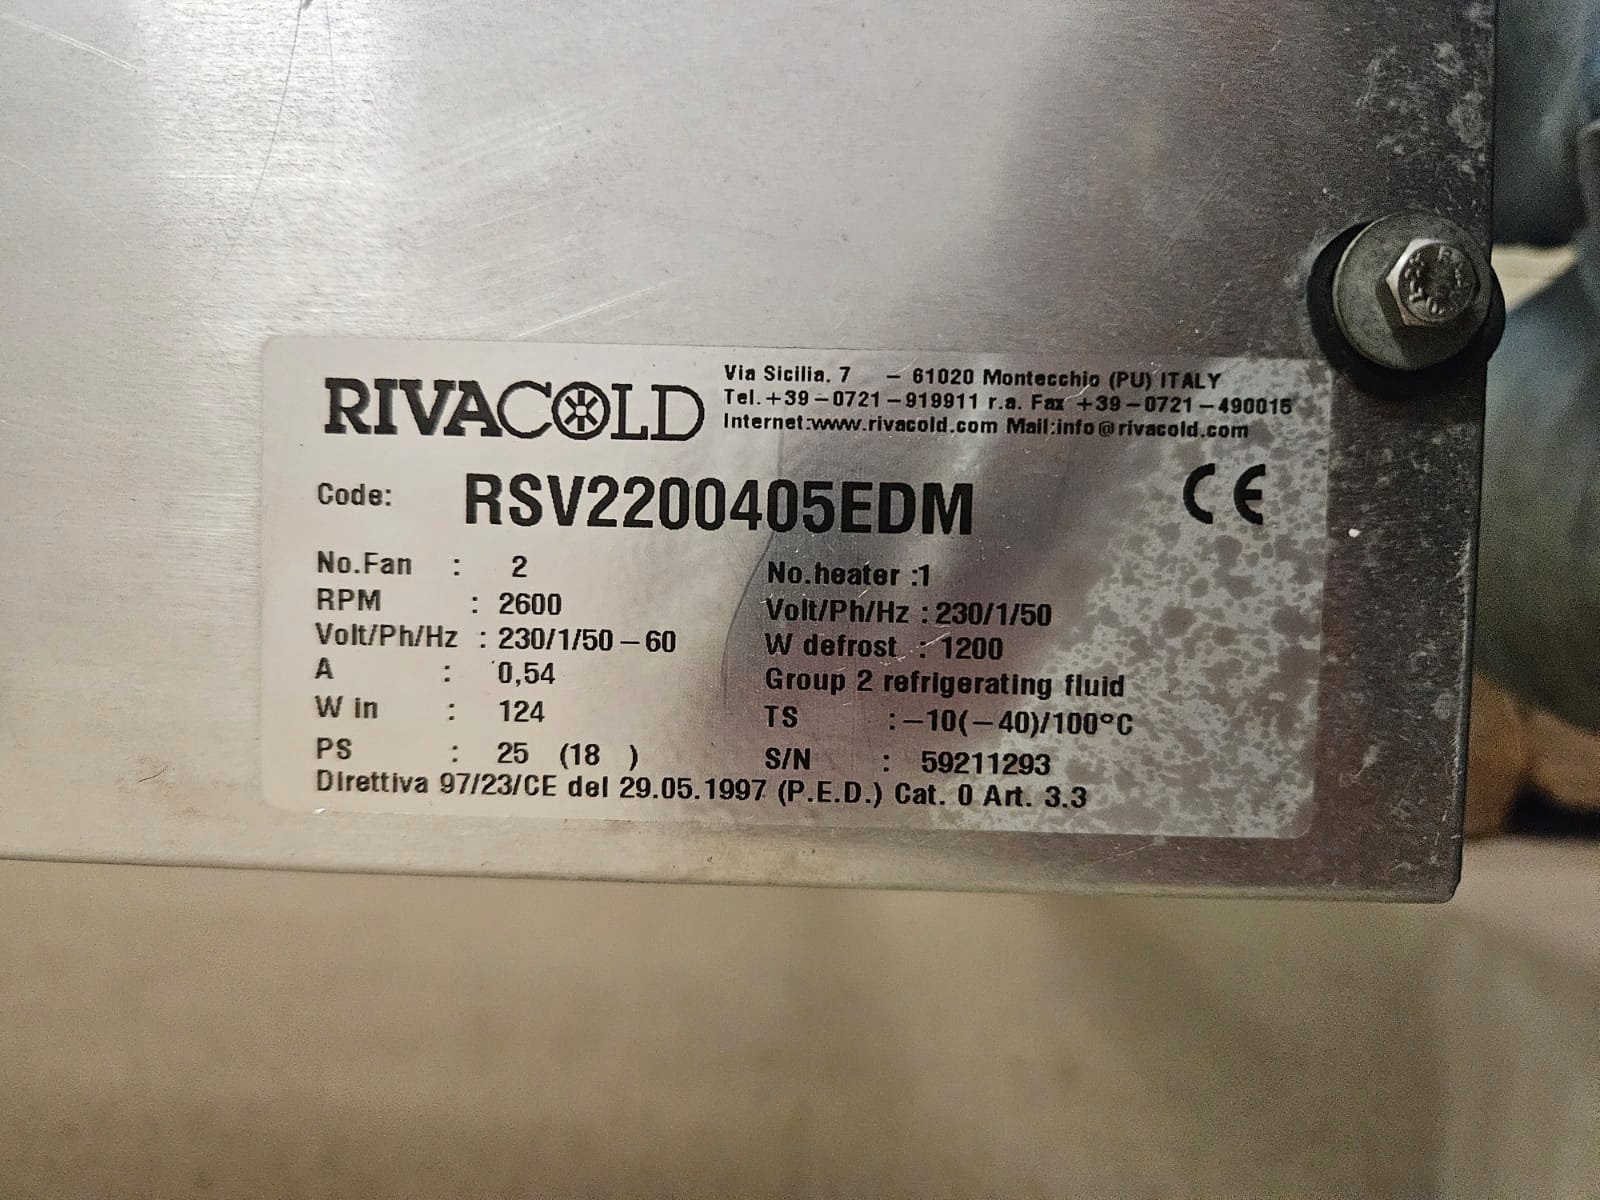 RIVACOLD
Via Sicilia, 7 – 61020 Montecchio (PU) ITALY
Tel.+39–0721–919911 r.a. Fax +39–0721–490015
Internet:www.rivacold.com Mail:info@rivacold.com
Code: RSV2200405EDM CE
No.Fan : 2 No.heater :1
RPM : 2600 Volt/Ph/Hz : 230/1/50
Volt/Ph/Hz : 230/1/50–60 W defrost : 1200
A : 0,54 Group 2 refrigerating fluid
W in : 124 TS :–10(–40)/100°C
PS : 25 (18 ) S/N : 59211293
Direttiva 97/23/CE del 29.05.1997 (P.E.D.) Cat. 0 Art. 3.3